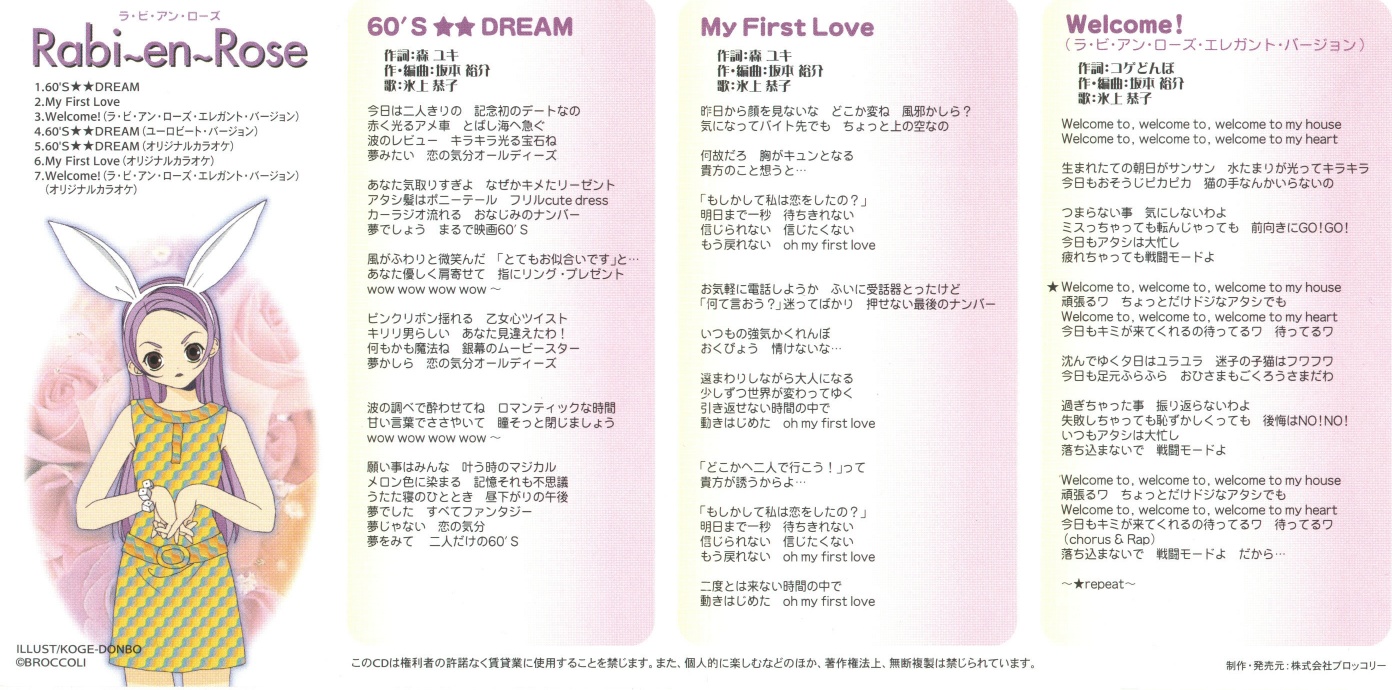 ラ・ビ・アン・ローズ
Rabi~en~Rose
1.60'S★★DREAM
2.My First Love
3.Welcome!(ラ・ビ・アン・ローズ・エレガント・バージョン)
4.60'S★★DREAM(ユーロビート・バージョン)
5.60'S★★DREAM(オリジナルカラオケ)
6.My First Love(オリジナルカラオケ)
7.Welcome!(ラ・ビ・アン・ローズ・エレガント・バージョン)
(オリジナルカラオケ)
ILLUST/KOGE-DONBO
©BROCCOLI
60'S★★DREAM
作詞:森 ユキ
作・編曲:坂本 裕介
歌:氷上 恭子
今日は二人きりの 記念初のデートなの
赤く光るアメ車 とばし海へ急ぐ
波のレビュー キラキラ光る宝石ね
夢みたい 恋の気分オールディーズ
あなた気取りすぎよ なぜかキメたリーゼント
アタシ髪はポニーテール フリルcute dress
カーラジオ流れる おなじみのナンバー
夢でしょう まるで映画60'S
風がふわりと微笑んだ 「とてもお似合いです」と…
あなた優しく肩寄せて 指にリング・プレゼント
wow wow wow wow ～
ピンクリボン揺れる 乙女心ツイスト
キリリ男らしい あなた見違えたわ！
何もかも魔法ね 銀幕のムービースター
夢かしら 恋の気分オールディーズ
波の調べで酔わせてね ロマンティックな時間
甘い言葉でささやいて 瞳そっと閉じましょう
wow wow wow wow ～
願い事はみんな 叶う時のマジカル
メロン色に染まる 記憶それも不思議
うたた寝のひととき 昼下がりの午後
夢でした すべてファンタジー
夢じゃない 恋の気分
夢をみて 二人だけの60'S
My First Love
作詞:森 ユキ
作・編曲:坂本 裕介
歌:氷上 恭子
昨日から顔を見ないな どこか変ね 風邪かしら？
気になってバイト先でも ちょっと上の空なの
何故だろ 胸がキュンとなる
貴方のこと想うと…
「もしかして私は恋をしたの？」
明日まで一秒 待ちきれない
信じられない 信じたくない
もう戻れない oh my first love
お気軽に電話しようか ふいに受話器とったけど
「何て言おう？」迷ってばかり 押せない最後のナンバー
いつもの強気かくれんぼ
おくびょう 情けないな…
遠まわりしながら大人になる
少しずつ世界が変わってゆく
引き返せない時間の中で
動きはじめた oh my first love
「どこかへ二人で行こう！」って
貴方が誘うからよ…
「もしかして私は恋をしたの？」
明日まで一秒 待ちきれない
信じられない 信じたくない
もう戻れない oh my first love
二度とは来ない時間の中で
動きはじめた oh my first love
Welcome!
(ラ・ビ・アン・ローズ・エレガント・バージョン)
作詞:コゲどんぼ
作・編曲:坂本 裕介
歌:氷上 恭子
Welcome to, welcome to, welcome to my house
Welcome to, welcome to, welcome to my heart
生まれたての朝日がサンサン 水たまりが光ってキラキラ
今日もおそうじピカピカ 猫の手なんかいらないの
つまらない事 気にしないわよ
ミスっちゃっても転んじゃっても 前向きにGO!GO!
今日もアタシは大忙し
疲れちゃっても戦闘モードよ
★Welcome to, welcome to, welcome to my house
頑張るワ ちょっとだけドジなアタシでも
Welcome to, welcome to, welcome to my heart
今日もキミが来てくれるの待ってるワ 待ってるワ
沈んでゆく夕日はユラユラ 迷子の子猫はフワフワ
今日も足元ふらふら おひさまもごくろうさまだわ
過ぎちゃった事 振り返らないわよ
失敗しちゃっても恥ずかしくっても 後悔はNO!NO!
いつもアタシは大忙し
落ち込まないで 戦闘モードよ
Welcome to, welcome to, welcome to my house
頑張るワ ちょっとだけドジなアタシでも
Welcome to, welcome to, welcome to my heart
今日もキミが来てくれるの待ってるワ 待ってるワ
(chorus & Rap)
落ち込まないで 戦闘モードよ だから…
～★repeat～
このCDは権利者の許諾なく賃貸業に使用することを禁じます。また、個人的に楽しむなどのほか、著作権法上、無断複製は禁じられています。
制作・発売元:株式会社ブロッコリー